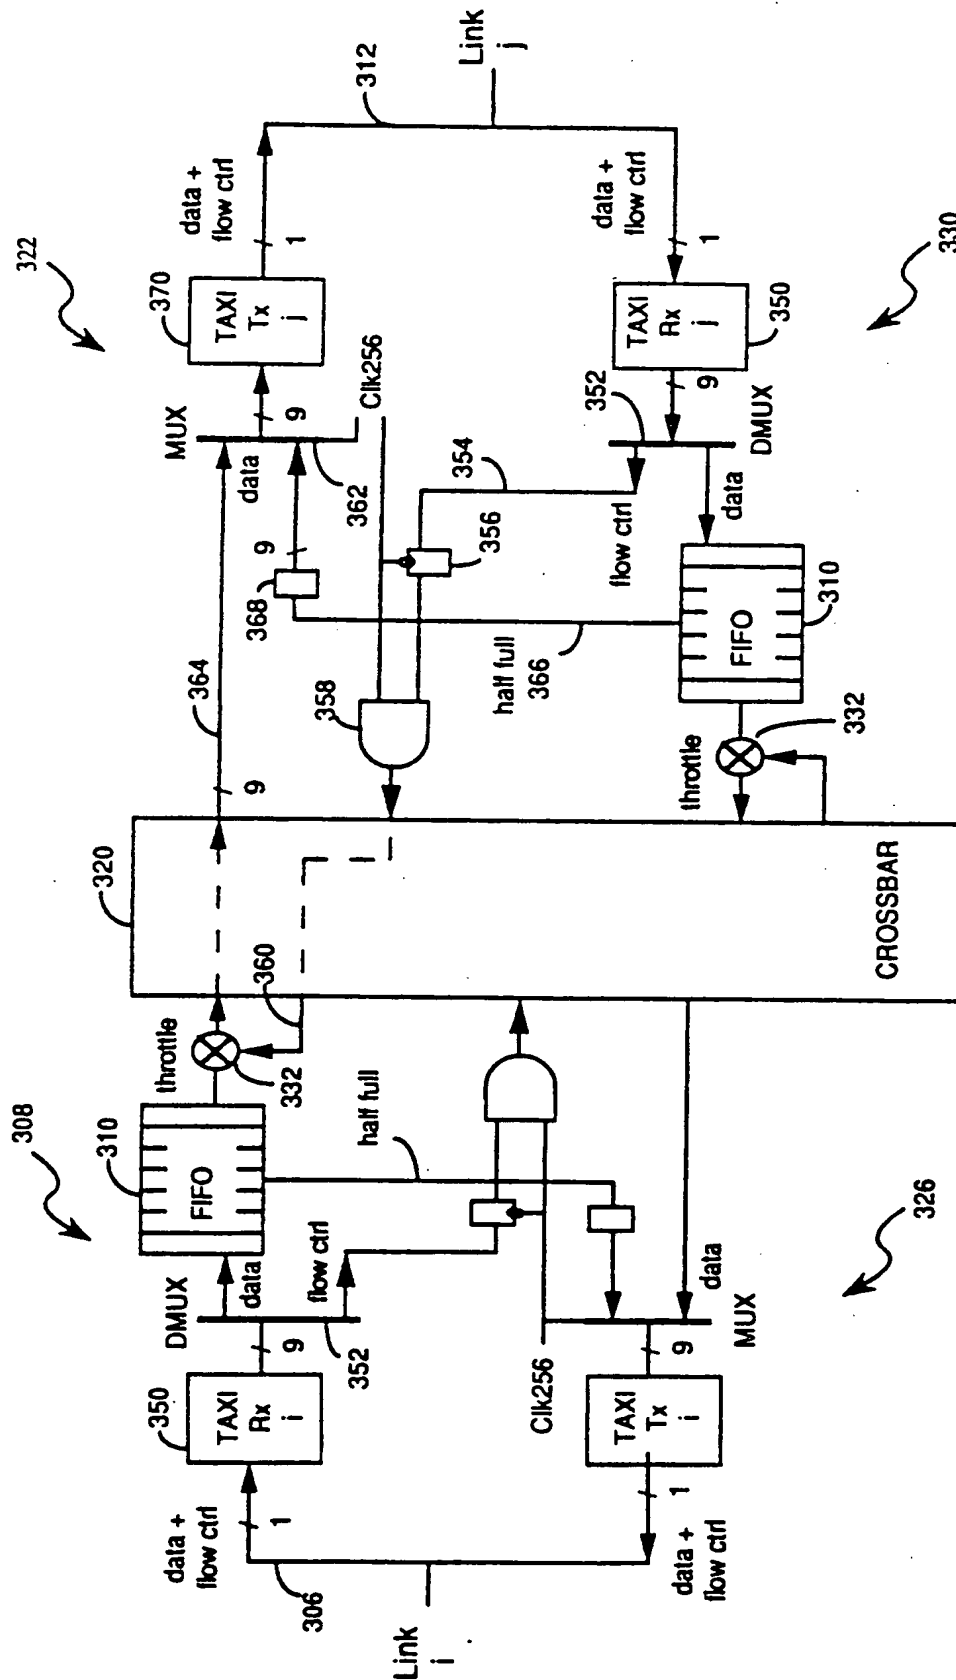 308
322
Link
i
306
data +
flow ctrl
1
350
TAXI
Rx
i
9
352
DMUX
data
flow ctrl
310
FIFO
throttle
332
360
half full
320
CROSSBAR
9
364
MUX
data
9
368
362
Clk256
9
370
TAXI
Tx
j
1
data +
flow ctrl
312
Link
j
358
356
354
half full
366
data +
flow ctrl
1
TAXI
Rx
j
350
9
352
DMUX
flow ctrl
data
310
FIFO
throttle
332
330
Clk256
data
MUX
9
TAXI
Tx
i
1
data +
flow ctrl
326